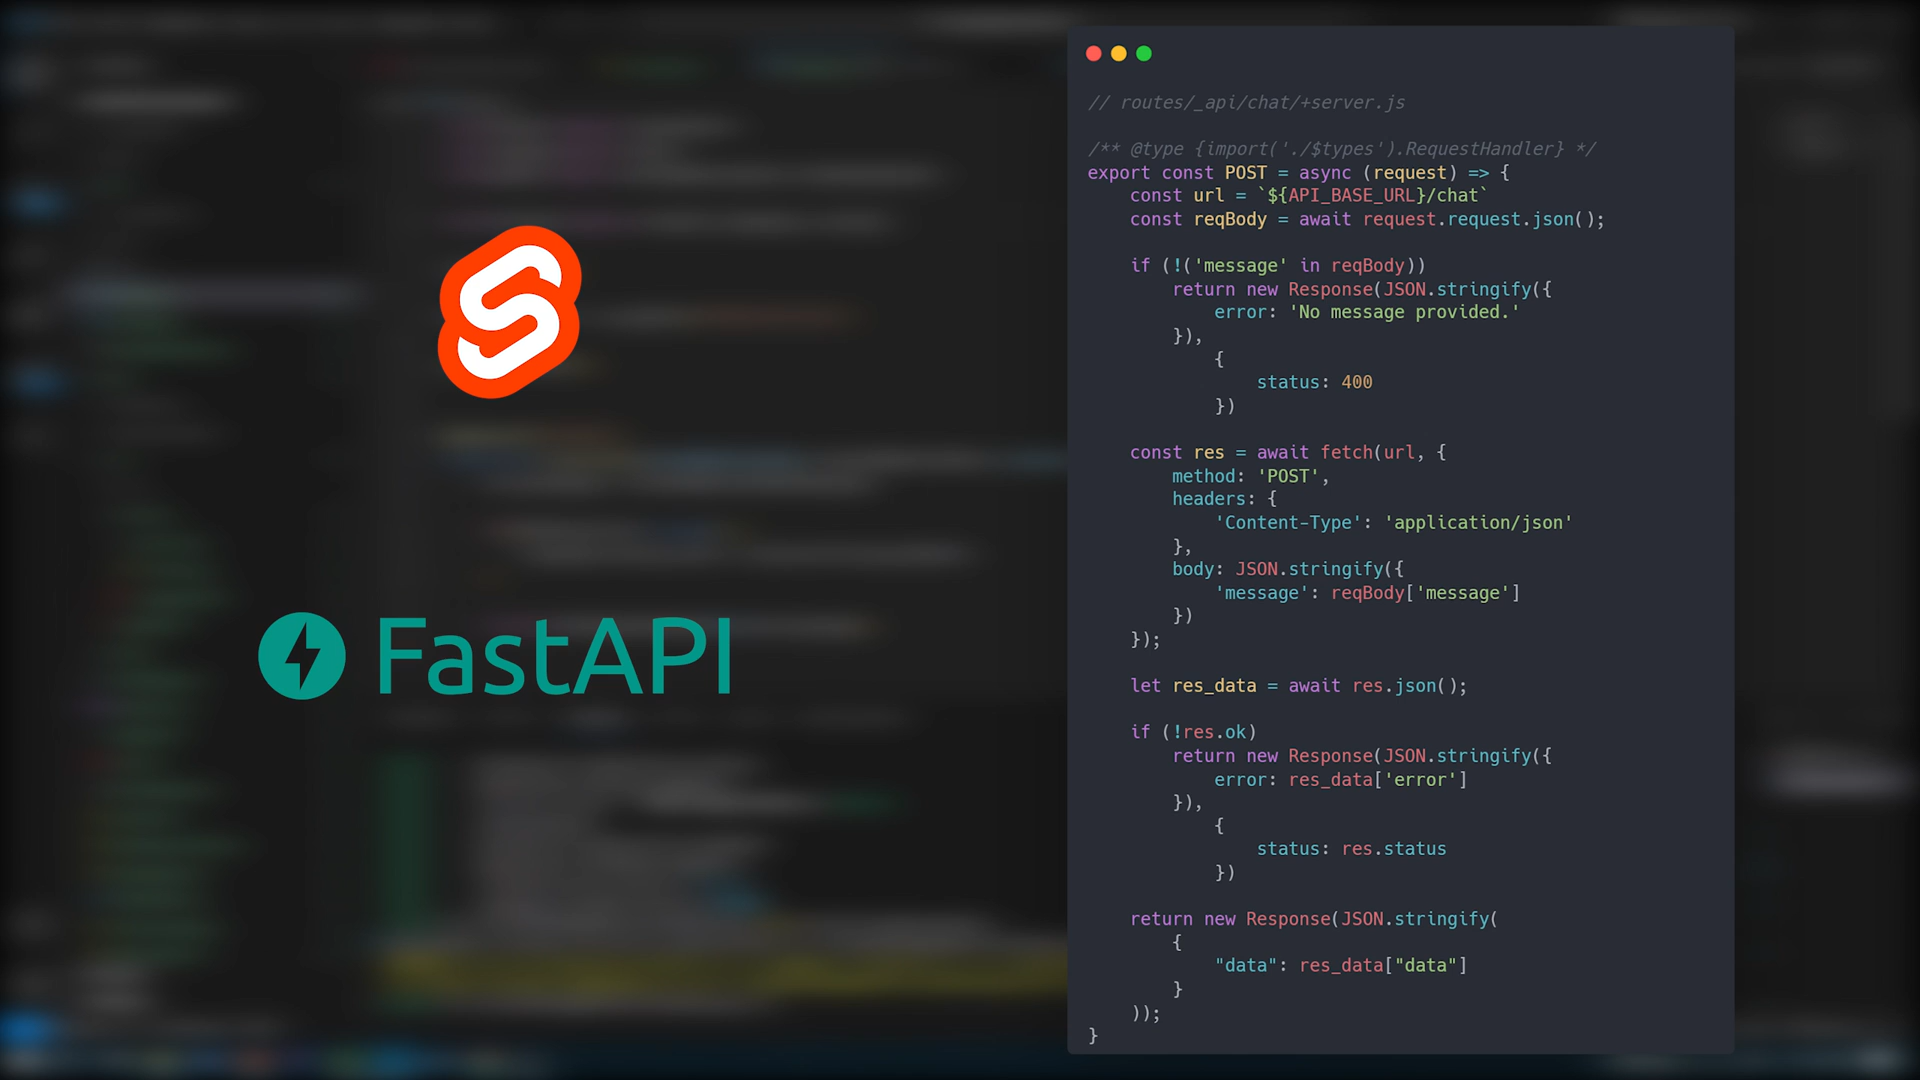 // routes/_api/chat/+server.js
/** @type {import('./$types').RequestHandler} */
export const POST = async (request) => {
    const url = `${API_BASE_URL}/chat`
    const reqBody = await request.request.json();
    if (!('message' in reqBody))
        return new Response(JSON.stringify({
            error: 'No message provided.'
        }),
            {
                status: 400
            })
    const res = await fetch(url, {
        method: 'POST',
        headers: {
            'Content-Type': 'application/json'
        },
        body: JSON.stringify({
            'message': reqBody['message']
        })
    });
    let res_data = await res.json();
    if (!res.ok)
        return new Response(JSON.stringify({
            error: res_data['error']
        }),
            {
                status: res.status
            })
    return new Response(JSON.stringify(
        {
            "data": res_data["data"]
        }
    ));
}
FastAPI